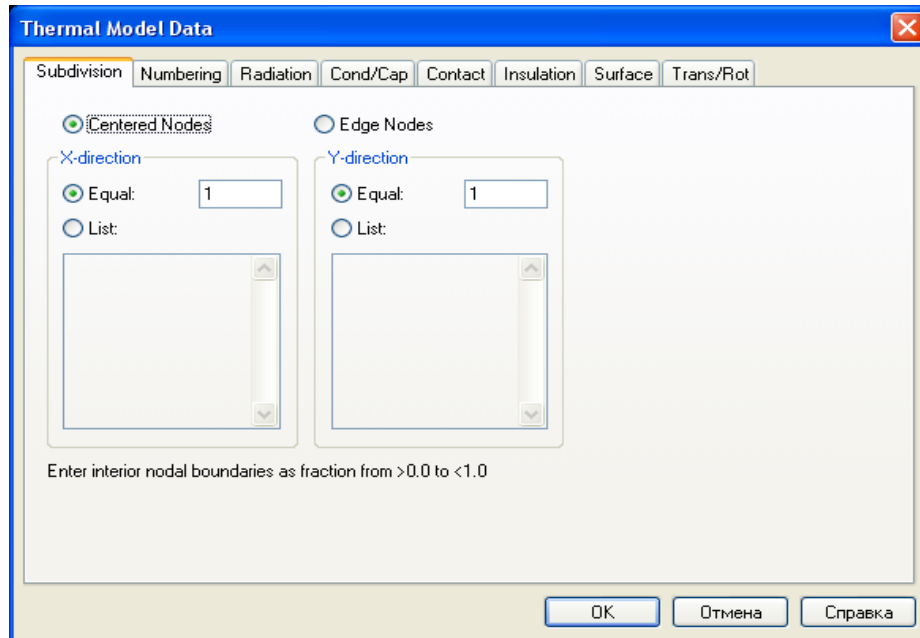 Thermal Model Data
Subdivision Numbering Radiation Cond/Cap Contact Insulation Surface Trans/Rot
Centered Nodes Edge Nodes
X-direction Y-direction
Equal: 1 Equal: 1
List: List:
Enter interior nodal boundaries as fraction from >0.0 to <1.0
OK Отмена Справка